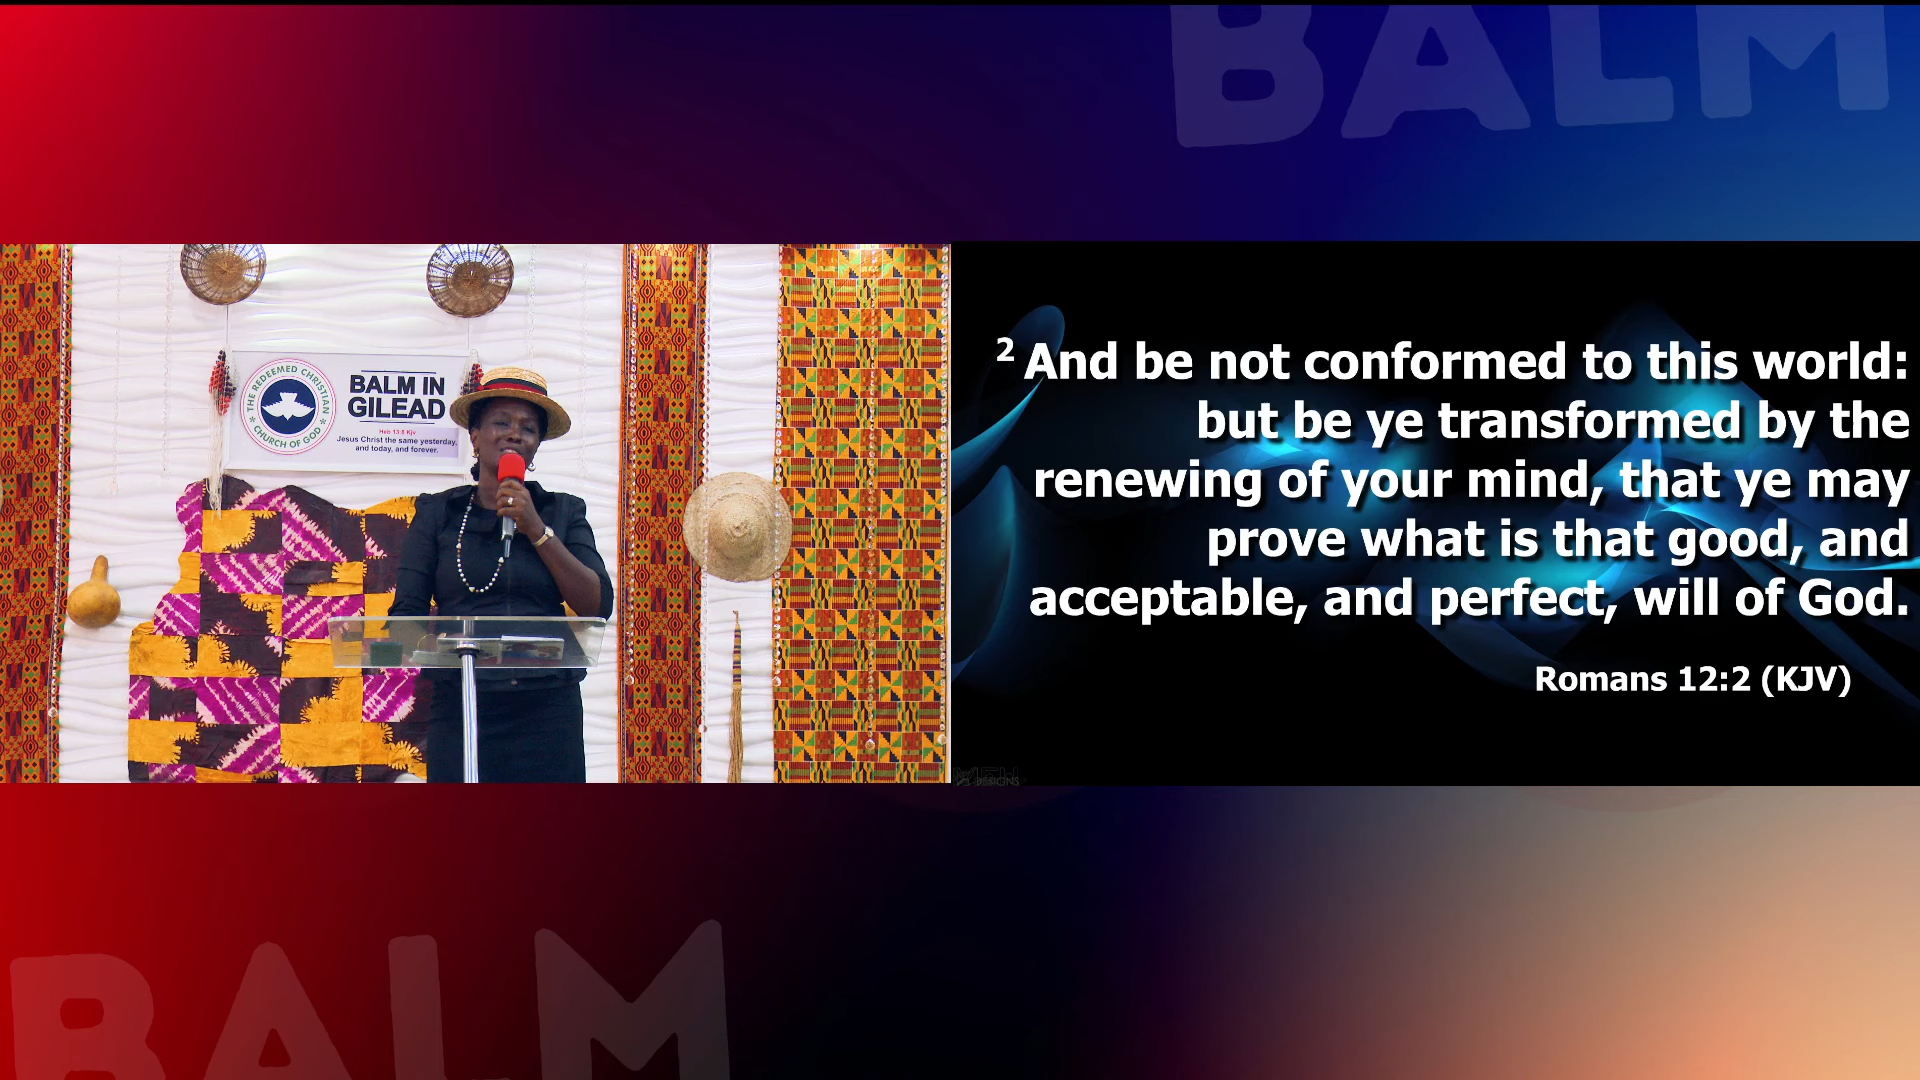 BALM
THE REDEEMED CHRISTIAN
CHURCH OF GOD
BALM IN
GILEAD
Heb 13:8 Kjv
Jesus Christ the same yesterday,
and today, and forever.
2 And be not conformed to this world:
but be ye transformed by the
renewing of your mind, that ye may
prove what is that good, and
acceptable, and perfect, will of God.
Romans 12:2 (KJV)
DESIGNS
BALM